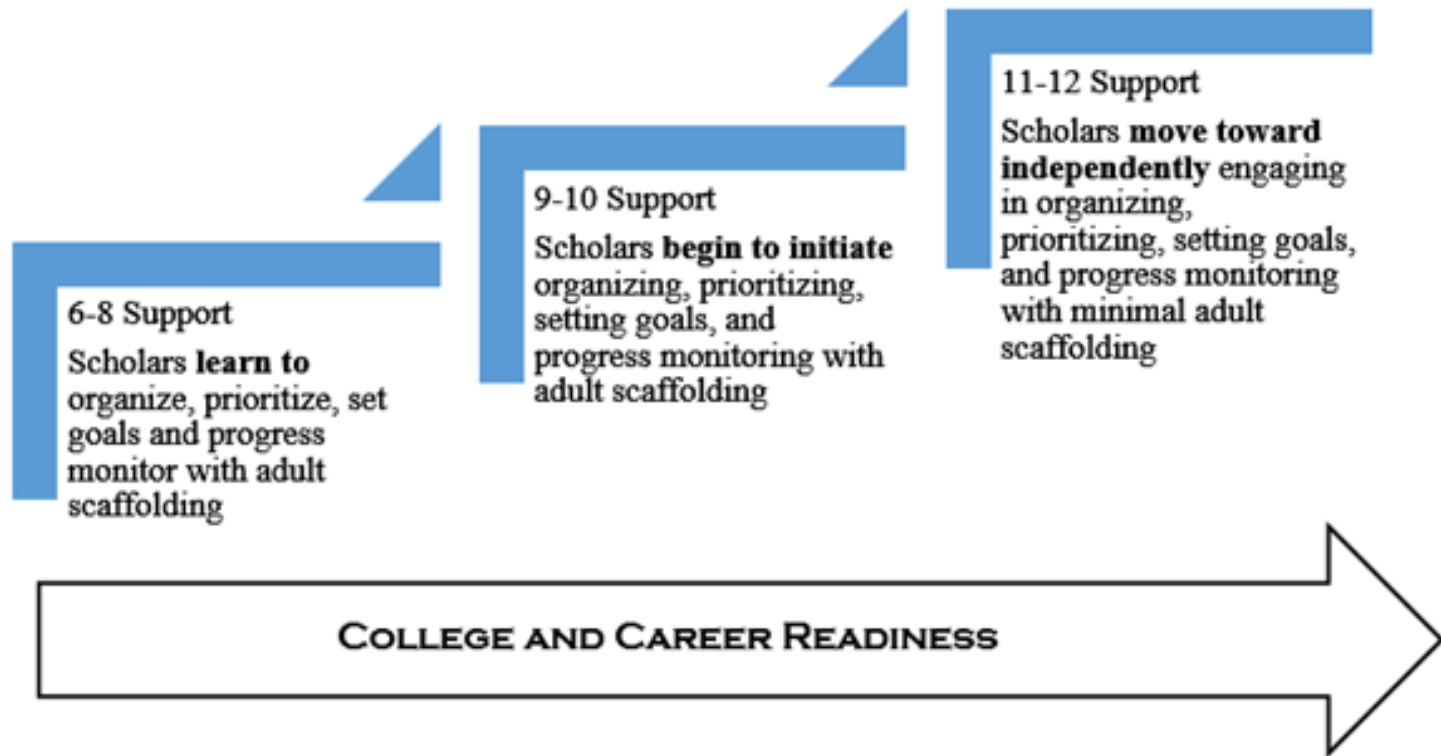 6-8 Support
Scholars learn to
organize, prioritize, set
goals and progress
monitor with adult
scaffolding
9-10 Support
Scholars begin to initiate
organizing, prioritizing,
setting goals, and
progress monitoring with
adult scaffolding
11-12 Support
Scholars move toward
independently engaging
in organizing,
prioritizing, setting goals,
and progress monitoring
with minimal adult
scaffolding
COLLEGE AND CAREER READINESS